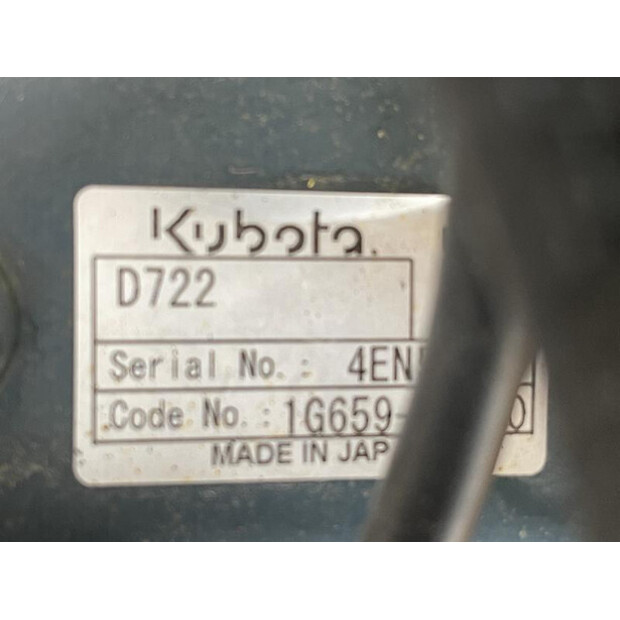 Kubota
D722
Serial No. : 4EN
Code No. : 1G659-
MADE IN JAP